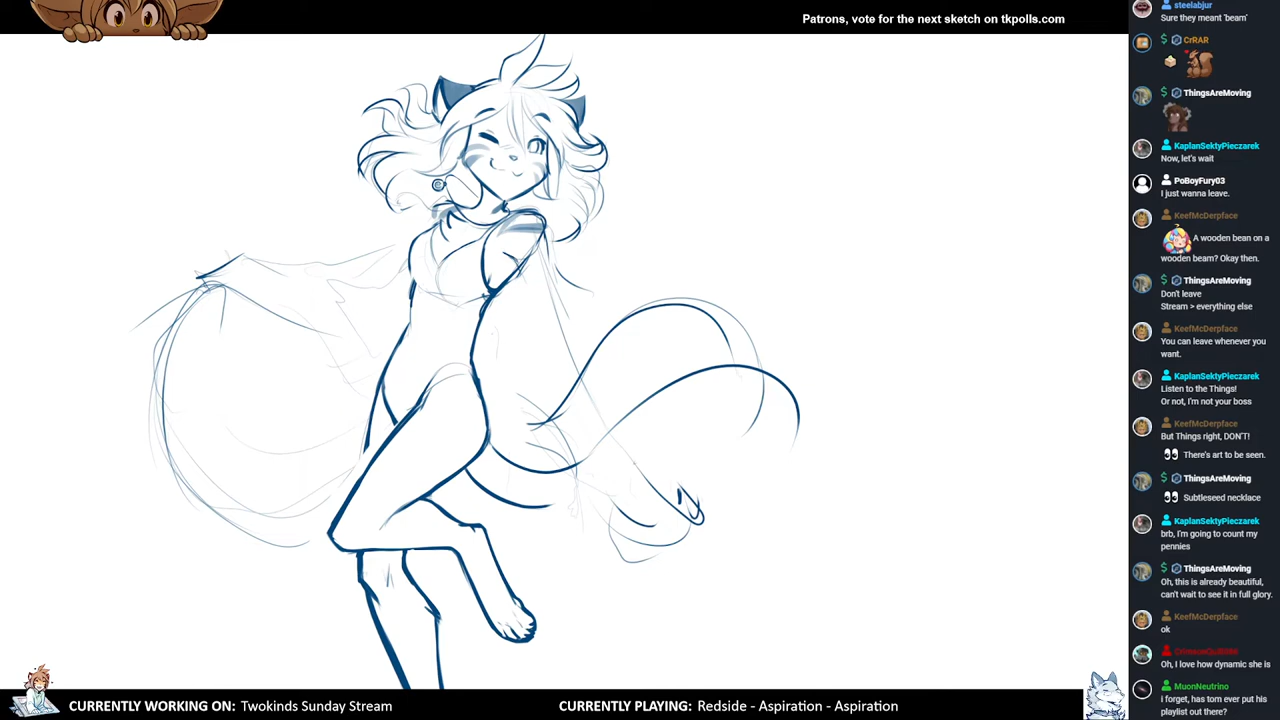 Patrons, vote for the next sketch on tkpolls.com
steelabjur
Sure they meant 'beam'
CrRAR
ThingsAreMoving
KaplanSektyPieczarek
Now, let's wait
PoBoyFury03
I just wanna leave.
KeefMcDerpface
A wooden bean on a
wooden beam? Okay then.
ThingsAreMoving
Don't leave
Stream > everything else
KeefMcDerpface
You can leave whenever you
want.
KaplanSektyPieczarek
Listen to the Things!
Or not, I'm not your boss
KeefMcDerpface
But Things right, DON'T!
There's art to be seen.
ThingsAreMoving
Subtleseed necklace
KaplanSektyPieczarek
brb, I'm going to count my
pennies
ThingsAreMoving
Oh, this is already beautiful,
can't wait to see it in full glory.
KeefMcDerpface
ok
Oh, I love how dynamic she is
MuonNeutrino
i forget, has tom ever put his
playlist out there?
CURRENTLY WORKING ON: Twokinds Sunday Stream
CURRENTLY PLAYING: Redside - Aspiration - Aspiration